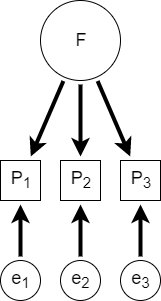 F
P₁ P₂ P₃
e₁ e₂ e₃